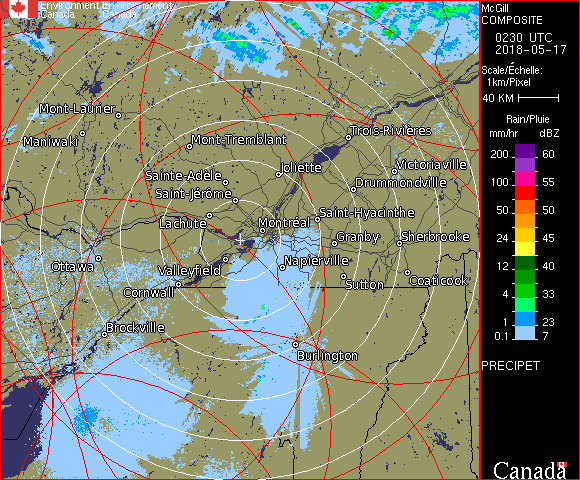 Environment Environnement
Canada Canada
McGill
COMPOSITE
0230 UTC
2018-05-17
Scale/Échelle:
1km/Pixel
40 KM
Rain/Pluie
mm/hr dBZ
200 60
100 55
50 50
24 45
12 40
4 33
1 23
0.1 7
PRECIPET
Canada
Mont-Laurier
Maniwaki
Mont-Tremblant
Trois-Rivières
Joliette
Victoriaville
Sainte-Adèle
Drummondville
Saint-Jérôme
Saint-Hyacinthe
Lachute
Montréal
Granby
Sherbrooke
Ottawa
Valleyfield
Napierville
Cornwall
Sutton
Coaticook
Brockville
Burlington